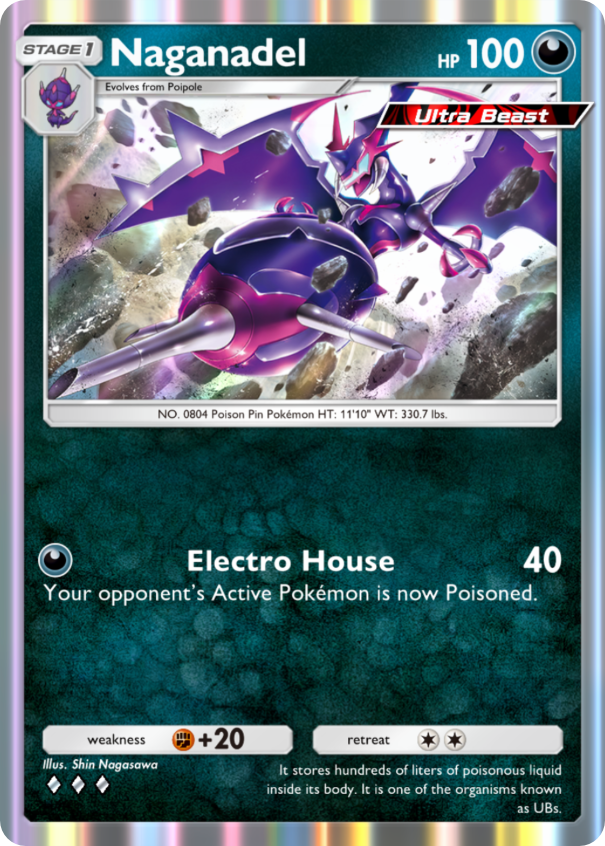 STAGE 1
Naganadel
HP 100
Evolves from Poipole
Ultra Beast
NO. 0804 Poison Pin Pokémon HT: 11'10" WT: 330.7 lbs.
Electro House 40
Your opponent's Active Pokémon is now Poisoned.
weakness +20
retreat
Illus. Shin Nagasawa
It stores hundreds of liters of poisonous liquid
inside its body. It is one of the organisms known
as UBs.